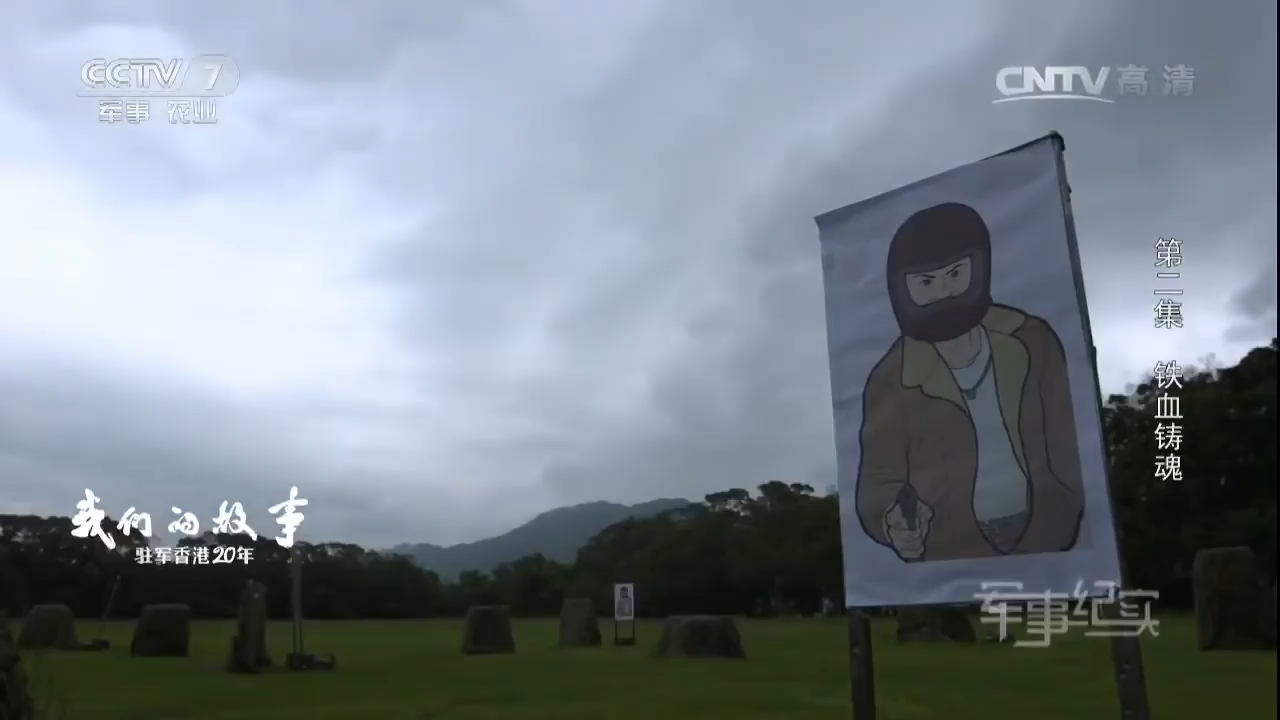 CCTV 7
军事 农业
CNTV 高清
第二集 铁血铸魂
我们的故事
驻军香港20年
军事纪实